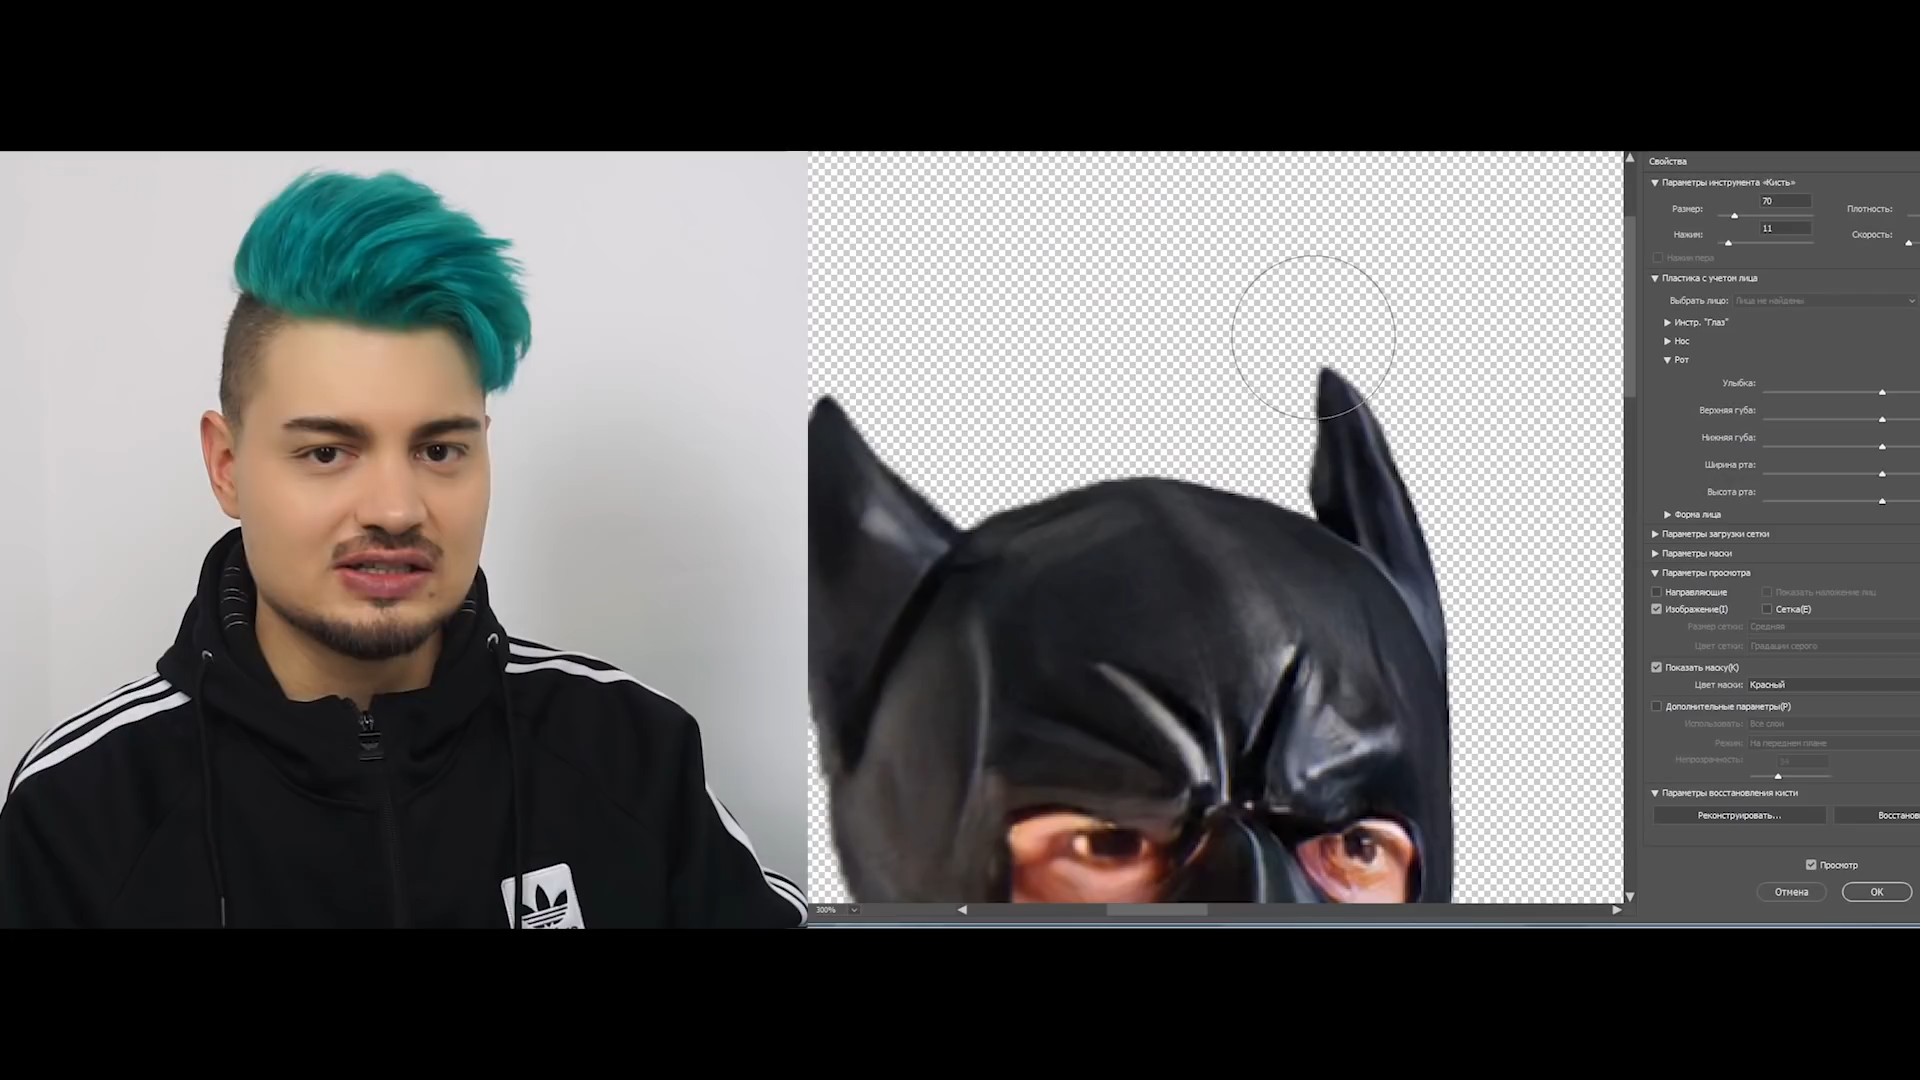 Свойства
Параметры инструмента «Кисть»
Размер: 70 Плотность:
Нажим: 11 Скорость:
Нажим пера
Пластика с учетом лица
Выбрать лицо: Лица не найдены
Инстр. "Глаз"
Нос
Рот
Улыбка:
Верхняя губа:
Нижняя губа:
Ширина рта:
Высота рта:
Форма лица
Параметры загрузки сетки
Параметры маски
Параметры просмотра
Направляющие Показать наложение лиц
Изображение(I) Сетка(E)
Размер сетки: Средняя
Цвет сетки: Градации серого
Показать маску(K)
Цвет маски: Красный
Дополнительные параметры(P)
Использовать: Все слои
Режим: На переднем плане
Непрозрачность:
Параметры восстановления кисти
Реконструировать... Восстанов
Просмотр
Отмена OK
300%